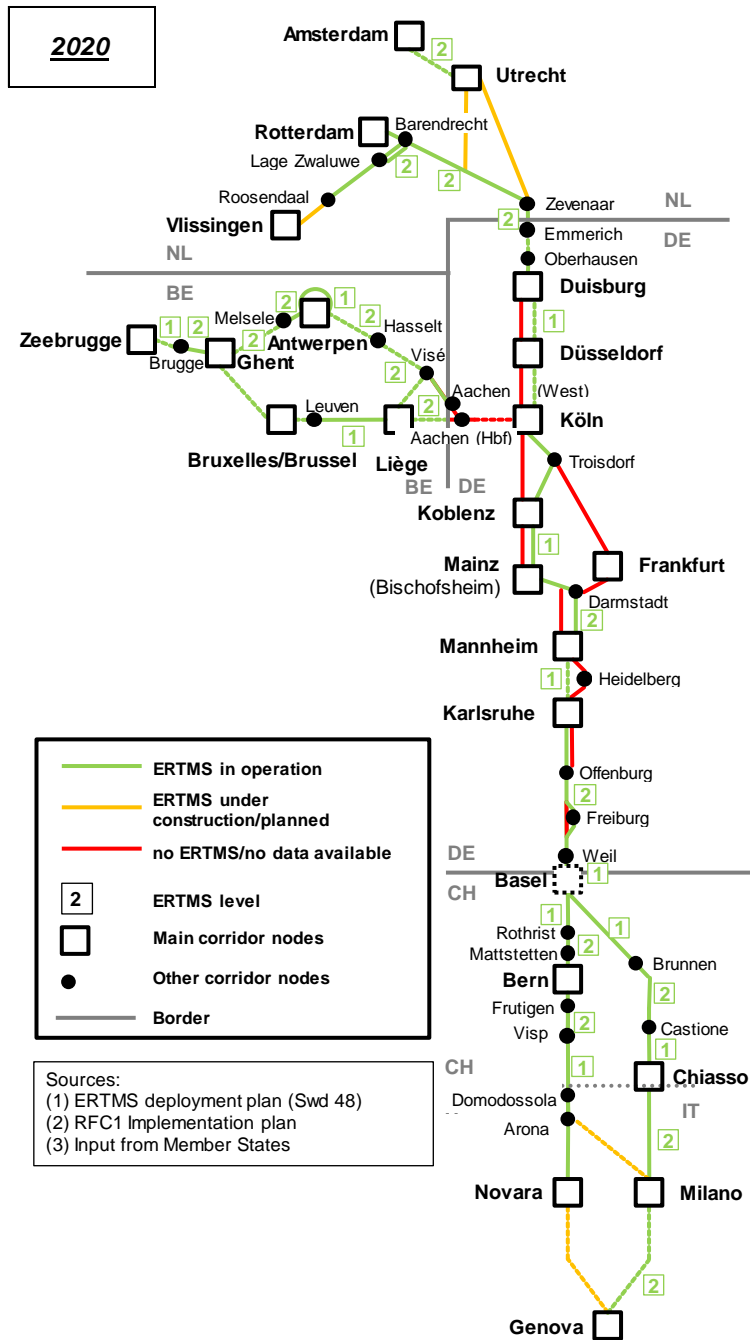 2020
Amsterdam
2
Utrecht
Rotterdam
Barendrecht
Lage Zwaluwe
2
2
Roosendaal
Zevenaar
NL
Vlissingen
2
Emmerich
DE
Oberhausen
NL
BE
Duisburg
Melsele
2
1
1
Zeebrugge
1
2
2
2
Hasselt
Antwerpen
Düsseldorf
Brugge
Ghent
Visé
2
Aachen
(West)
Leuven
2
Köln
1
Aachen (Hbf)
Bruxelles/Brussel
Liège
Troisdorf
BE
DE
Koblenz
1
Mainz
Frankfurt
(Bischofsheim)
Darmstadt
2
Mannheim
1
Heidelberg
Karlsruhe
ERTMS in operation
Offenburg
ERTMS under
construction/planned
2
Freiburg
no ERTMS/no data available
DE
Weil
Basel
1
2
ERTMS level
CH
1
1
Main corridor nodes
Rothrist
2
Mattstetten
Brunnen
Other corridor nodes
Bern
2
Frutigen
2
Castione
Border
Visp
1
CH
1
Chiasso
Sources:
(1) ERTMS deployment plan (Swd 48)
(2) RFC1 Implementation plan
(3) Input from Member States
Domodossola
IT
Arona
2
Novara
Milano
2
Genova